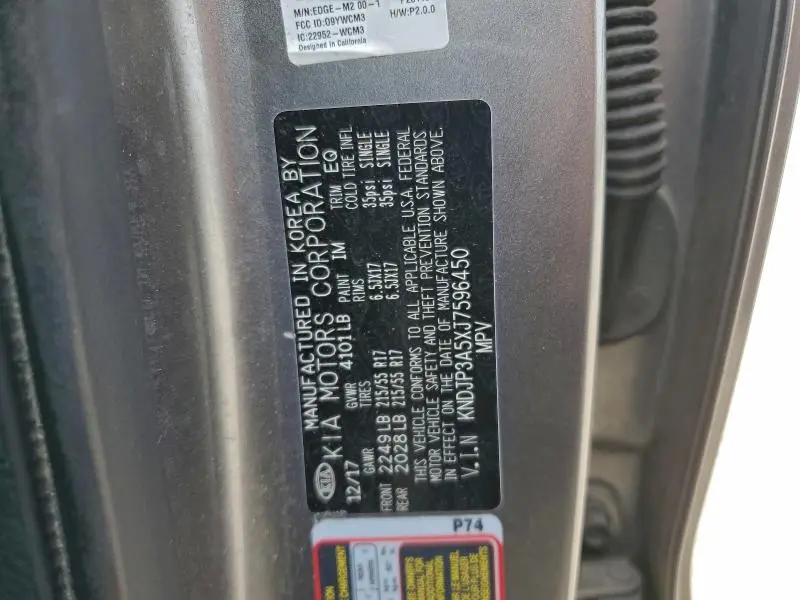 M/N:EDGE-M2 00-1
FCC ID:O9YWCM3
IC:22952-WCM3
Designed in California
H/W:P2.0.0
MANUFACTURED IN KOREA BY
KIA KIA MOTORS CORPORATION
12/17 GVWR 4101LB PAINT IM TRIM EQ
GAWR TIRES RIMS COLD TIRE INFL
FRONT 2249LB 215/55 R17 6.5JX17 35psi SINGLE
REAR 2028LB 215/55 R17 6.5JX17 35psi SINGLE
THIS VEHICLE CONFORMS TO ALL APPLICABLE U.S.A. FEDERAL
MOTOR VEHICLE SAFETY AND THEFT PREVENTION STANDARDS
IN EFFECT ON THE DATE OF MANUFACTURE SHOWN ABOVE.
V.I.N KNDJP3A5XJ7596450
MPV
P74